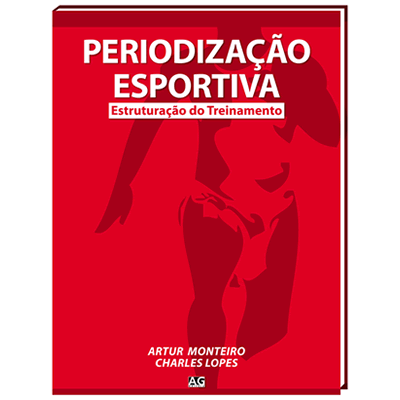 PERIODIZAÇÃO
ESPORTIVA
Estruturação do Treinamento
ARTUR MONTEIRO
CHARLES LOPES
AG